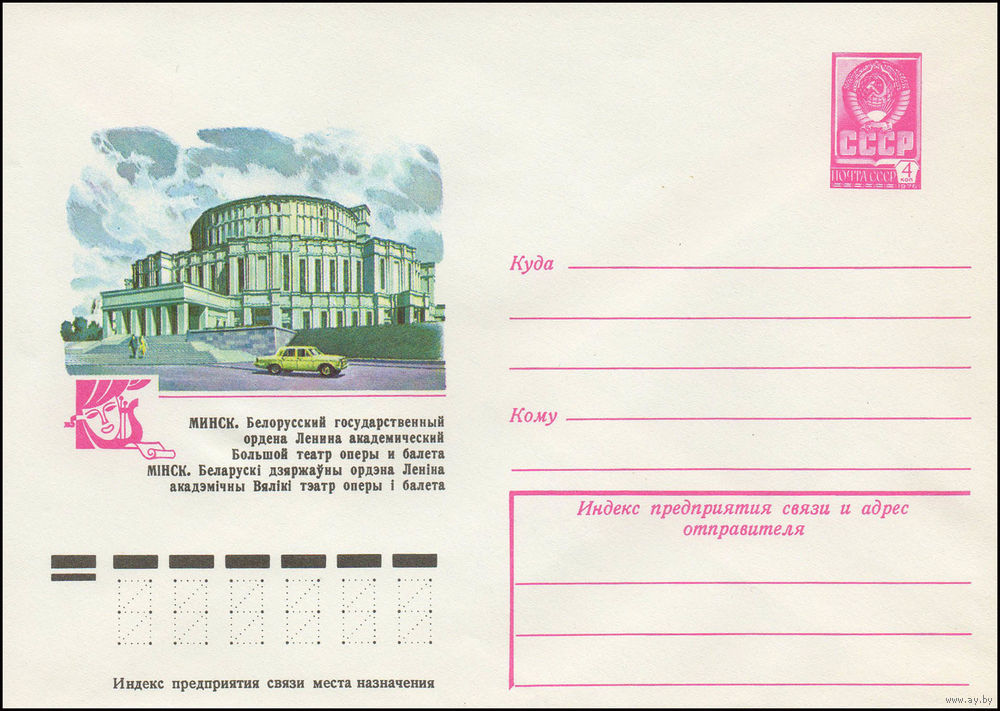 СССР
ПОЧТА СССР
4
коп
1976
МИНСК. Белорусский государственный
ордена Ленина академический
Большой театр оперы и балета
МІНСК. Беларускі дзяржаўны ордэна Леніна
акадэмічны Вялікі тэатр оперы і балета
Куда
Кому
Индекс предприятия связи и адрес
отправителя
Индекс предприятия связи места назначения
www.ay.by